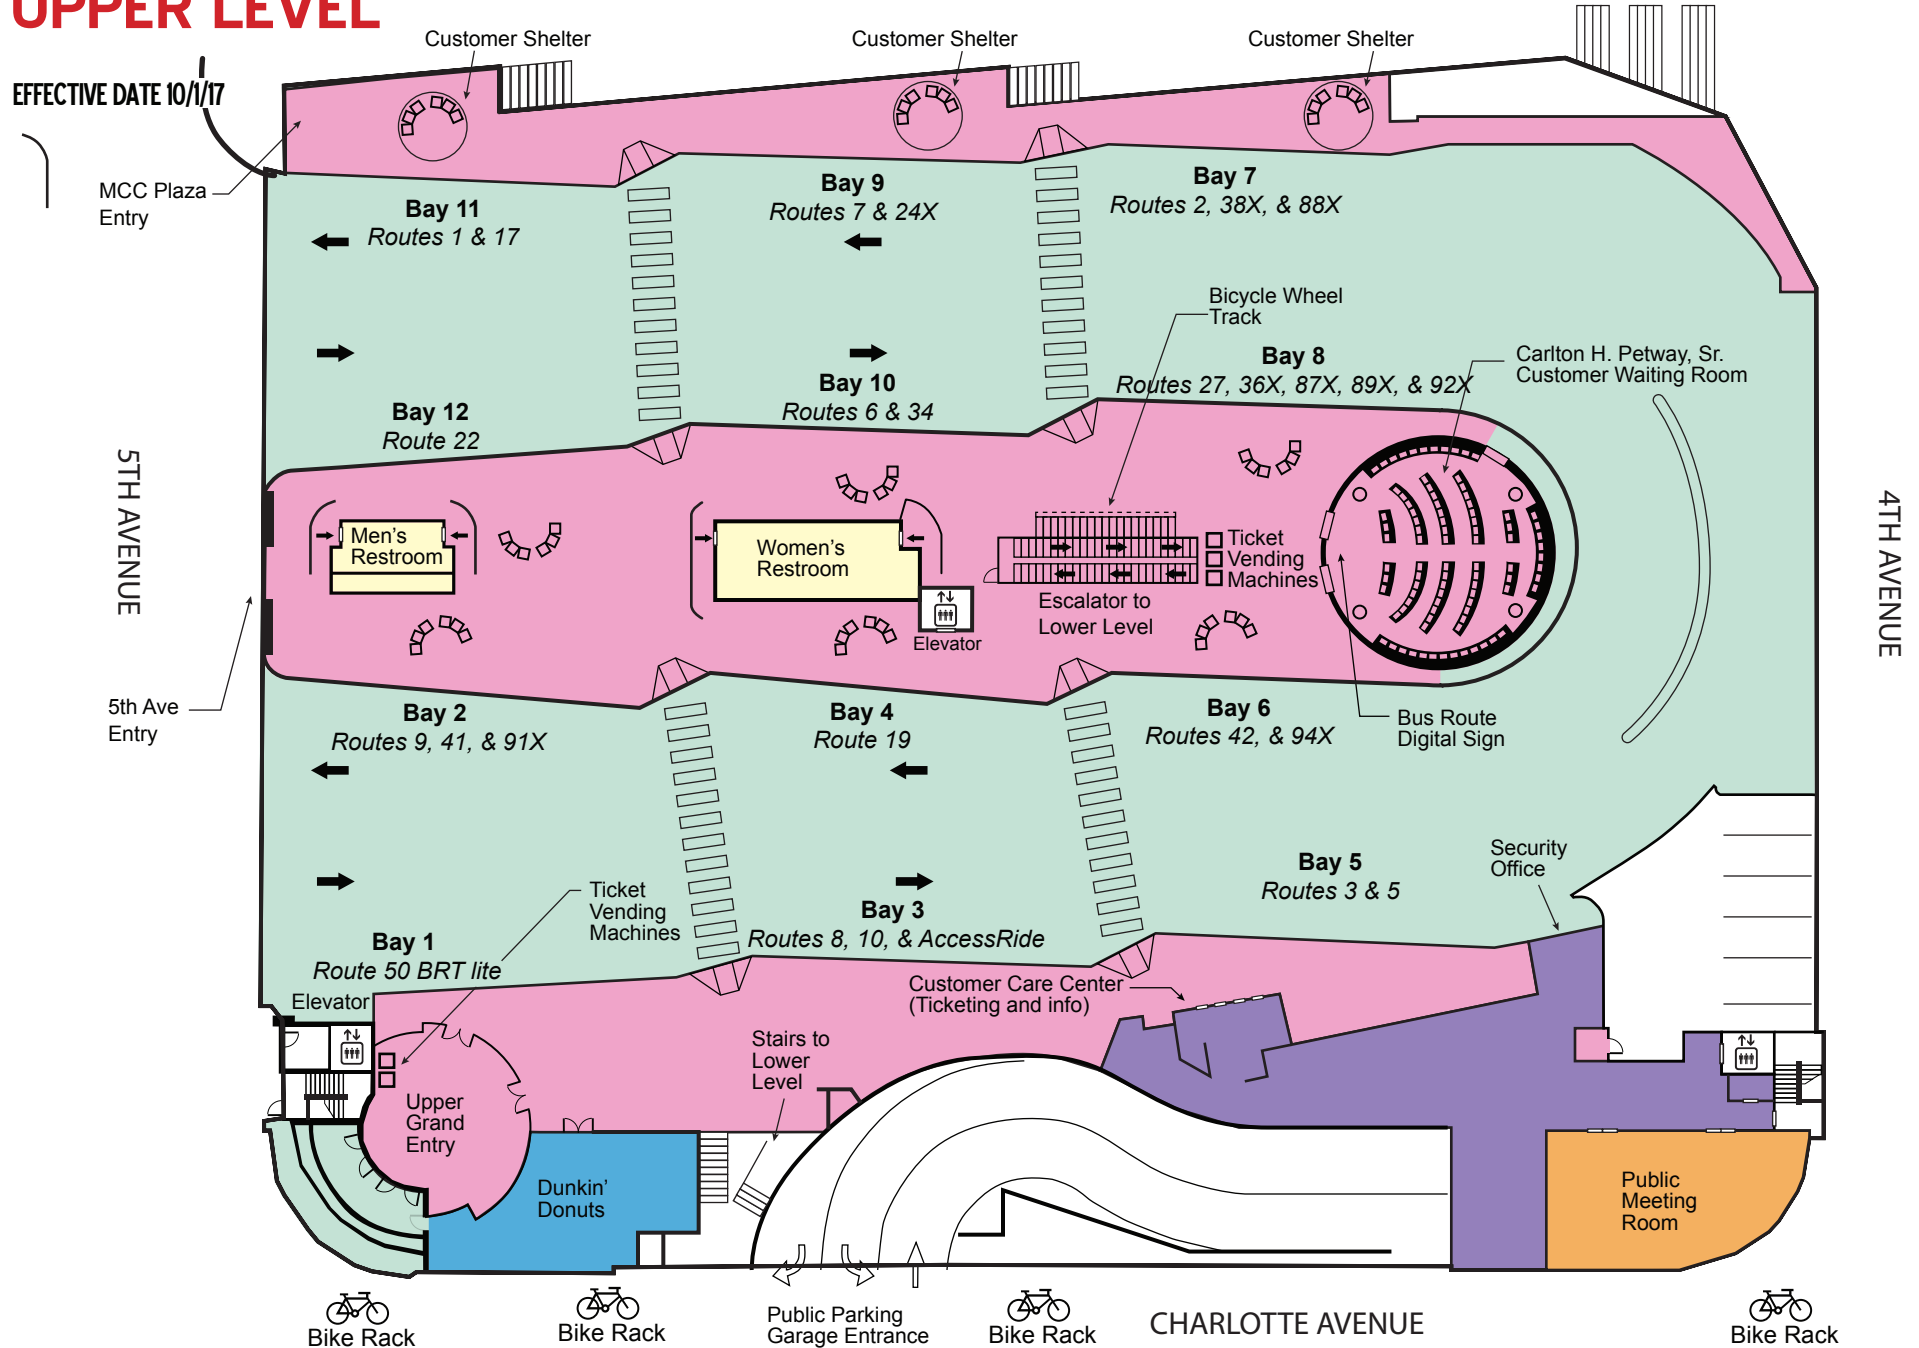 UPPER LEVEL
EFFECTIVE DATE 10/1/17
Customer Shelter
Customer Shelter
Customer Shelter
MCC Plaza
Entry
Bay 11
Routes 1 & 17
Bay 9
Routes 7 & 24X
Bay 7
Routes 2, 38X, & 88X
Bicycle Wheel
Track
Bay 12
Route 22
Bay 10
Routes 6 & 34
Bay 8
Routes 27, 36X, 87X, 89X, & 92X
Carlton H. Petway, Sr.
Customer Waiting Room
5TH AVENUE
4TH AVENUE
Men's
Restroom
Women's
Restroom
Elevator
Escalator to
Lower Level
Ticket
Vending
Machines
5th Ave
Entry
Bay 2
Routes 9, 41, & 91X
Bay 4
Route 19
Bay 6
Routes 42, & 94X
Bus Route
Digital Sign
Bay 1
Route 50 BRT lite
Ticket
Vending
Machines
Bay 3
Routes 8, 10, & AccessRide
Bay 5
Routes 3 & 5
Security
Office
Elevator
Customer Care Center
(Ticketing and info)
Stairs to
Lower
Level
Upper
Grand
Entry
Dunkin'
Donuts
Public
Meeting
Room
Bike Rack
Bike Rack
Public Parking
Garage Entrance
Bike Rack
CHARLOTTE AVENUE
Bike Rack